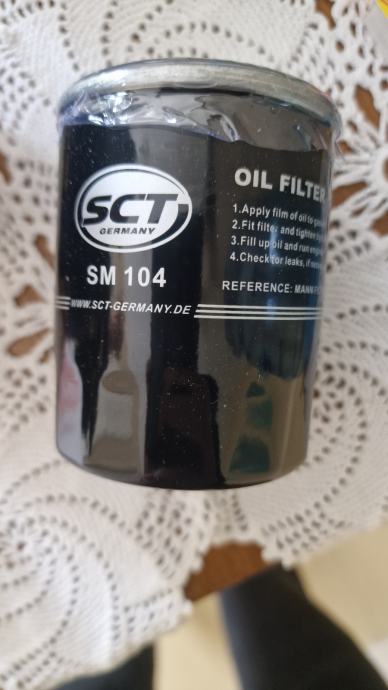 SCT
GERMANY
SM 104
WWW.SCT-GERMANY.DE
OIL FILTER
1.Apply film of oil to
2.Fit filter and tighten
3.Fill up oil and run
4.Check for leaks, if
REFERENCE: MANN